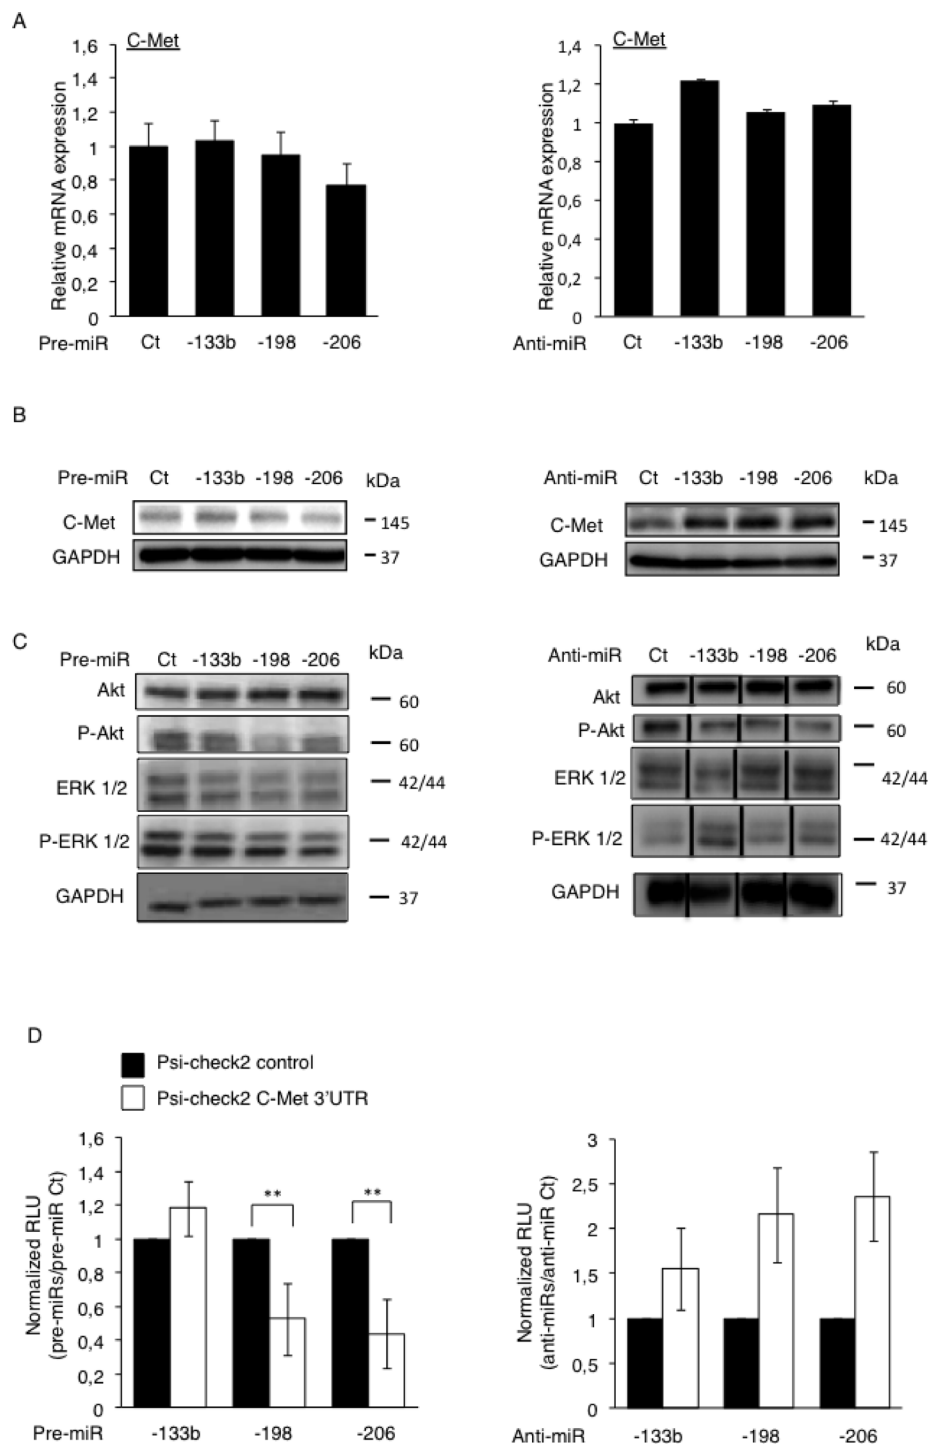 A
C-Met
Relative mRNA expression
1,6
1,4
1,2
1
0,8
0,6
0,4
0,2
0
Pre-miR Ct -133b -198 -206
C-Met
Relative mRNA expression
1,4
1,2
1
0,8
0,6
0,4
0,2
0
Anti-miR Ct -133b -198 -206
B
Pre-miR Ct -133b -198 -206 kDa
C-Met 145
GAPDH 37
Anti-miR Ct -133b -198 -206 kDa
C-Met 145
GAPDH 37
C
Pre-miR Ct -133b -198 -206 kDa
Akt 60
P-Akt 60
ERK 1/2 42/44
P-ERK 1/2 42/44
GAPDH 37
Anti-miR Ct -133b -198 -206 kDa
Akt 60
P-Akt 60
ERK 1/2 42/44
P-ERK 1/2 42/44
GAPDH 37
D
Psi-check2 control
Psi-check2 C-Met 3'UTR
Normalized RLU
(pre-miRs/pre-miR Ct)
1,6
1,4
1,2
1
0,8
0,6
0,4
0,2
0
**
**
Pre-miR -133b -198 -206
Normalized RLU
(anti-miRs/anti-miR Ct)
3
2,5
2
1,5
1
0,5
0
Anti-miR -133b -198 -206